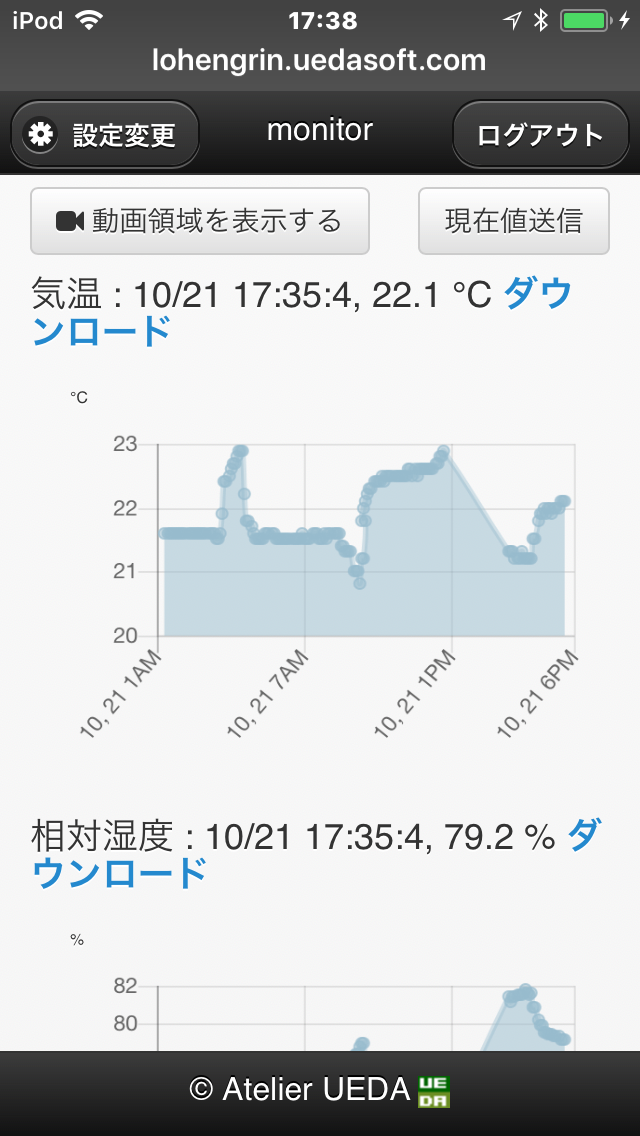 iPod 17:38
lohengrin.uedasoft.com
設定変更 monitor ログアウト
動画領域を表示する 現在値送信
気温 : 10/21 17:35:4, 22.1 °C ダウ
ンロード
°C
23
22
21
20
10, 21 1AM 10, 21 7AM 10, 21 1PM 10, 21 6PM
相対湿度 : 10/21 17:35:4, 79.2 % ダ
ウンロード
%
82
80
© Atelier UEDA UE
DA